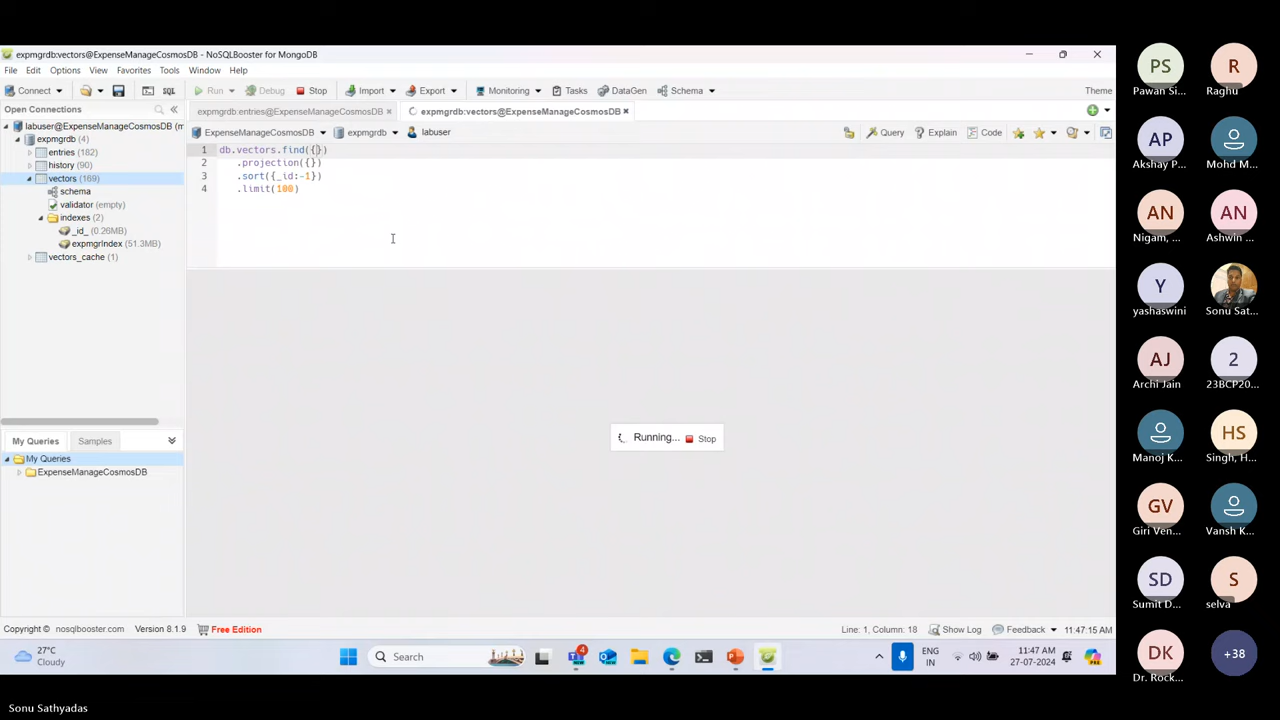 expmgrdb:vectors@ExpenseManageCosmosDB - NoSQLBooster for MongoDB
File Edit Options View Favorites Tools Window Help
Connect SQL Run Debug Stop Import Export Monitoring Tasks DataGen Schema Theme
Open Connections
expmgrdb:entries@ExpenseManageCosmosDB
expmgrdb:vectors@ExpenseManageCosmosDB
labuser@ExpenseManageCosmosDB (m
ExpenseManageCosmosDB expmgrdb labuser Query Explain Code
expmgrdb (4)
entries (182)
history (90)
vectors (169)
schema
validator (empty)
indexes (2)
_id_ (0.26MB)
expmgrIndex (51.3MB)
vectors_cache (1)
1 db.vectors.find({})
2 .projection({})
3 .sort({_id:-1})
4 .limit(100)
Running... Stop
My Queries Samples
My Queries
ExpenseManageCosmosDB
Copyright © nosqlbooster.com Version 8.1.9 Free Edition Line: 1, Column: 18 Show Log Feedback 11:47:15 AM
27°C
Cloudy
Search
4
ENG
IN
11:47 AM
27-07-2024
PS
Pawan Si...
R
Raghu
AP
Akshay P...
Mohd M...
AN
Nigam, ...
AN
Ashwin ...
Y
yashaswini
Sonu Sat...
AJ
Archi Jain
2
23BCP20...
Manoj K...
HS
Singh, H...
GV
Giri Ven...
Vansh K...
SD
Sumit D...
S
selva
DK
Dr. Rock...
+38
Sonu Sathyadas